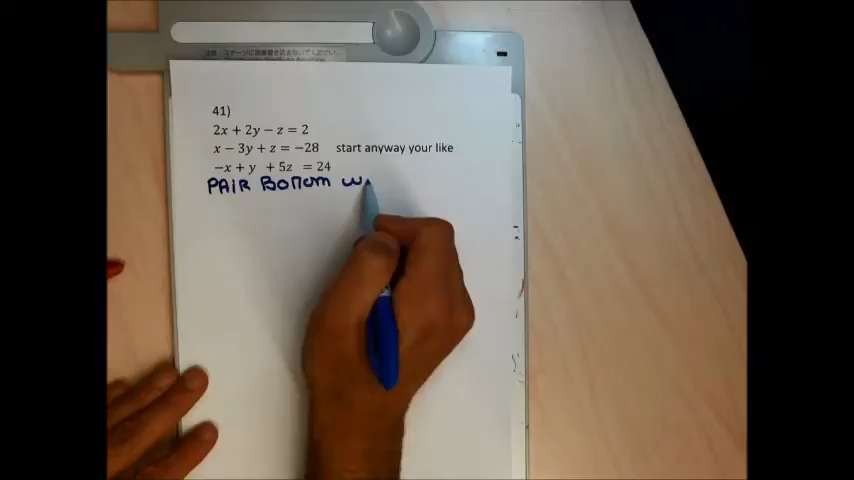 41)
2x + 2y − z = 2
x − 3y + z = −28 start anyway your like
−x + y + 5z = 24
PAIR BOTTOM W